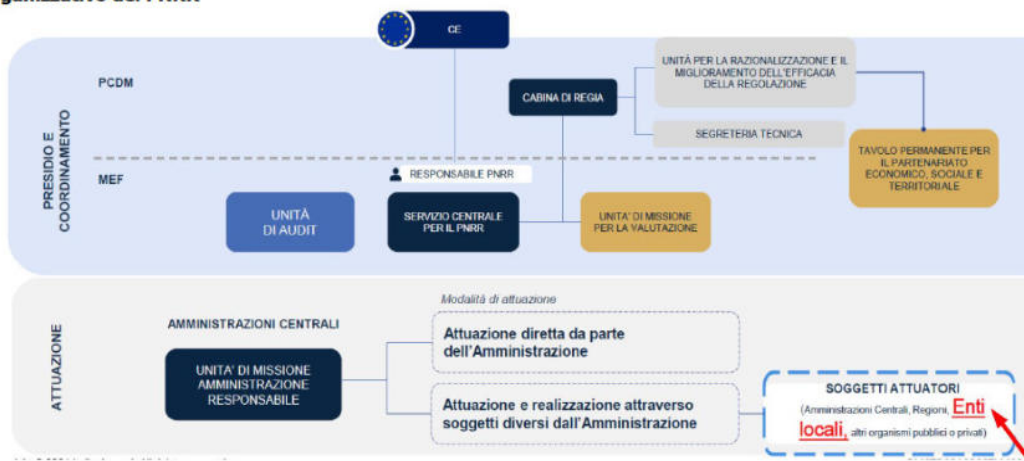 CE
PCDM
CABINA DI REGIA
UNITÀ PER LA RAZIONALIZZAZIONE E IL
MIGLIORAMENTO DELL'EFFICACIA
DELLA REGOLAZIONE
SEGRETERIA TECNICA
TAVOLO PERMANENTE PER
IL PARTENARIATO
ECONOMICO, SOCIALE E
TERRITORIALE
PRESIDIO E
COORDINAMENTO
MEF
RESPONSABILE PNRR
UNITÀ
DI AUDIT
SERVIZIO CENTRALE
PER IL PNRR
UNITA' DI MISSIONE
PER LA VALUTAZIONE
ATTUAZIONE
AMMINISTRAZIONI CENTRALI
UNITA' DI MISSIONE
AMMINISTRAZIONE
RESPONSABILE
Modalità di attuazione
Attuazione diretta da parte
dell'Amministrazione
Attuazione e realizzazione attraverso
soggetti diversi dall'Amministrazione
SOGGETTI ATTUATORI
(Amministrazioni Centrali, Regioni, Enti
locali, altri organismi pubblici o privati)